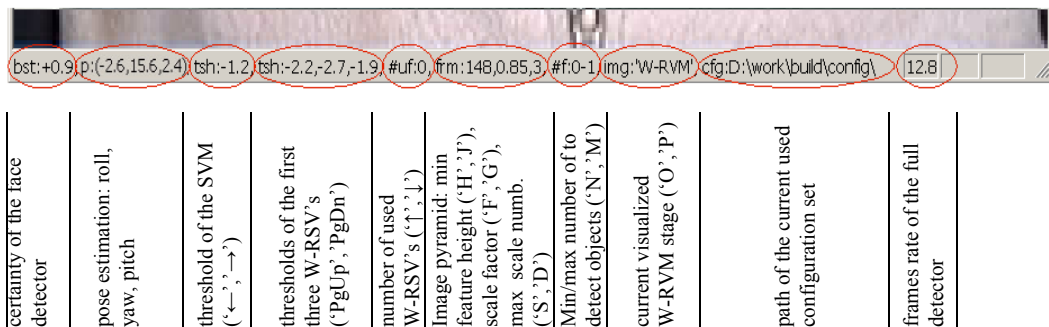 bst:+0.9, p:(-2.6,15.6,2.4), tsh:-1.2, tsh:-2.2,-2.7,-1.9, #uf:0, frm:148,0.85,3, #f:0-1, img:'W-RVM', cfg:D:\work\build\config\ 12.8
certainty of the face
detector
pose estimation: roll,
yaw, pitch
threshold of the SVM
(‘←’,’→’)
thresholds of the first
three W-RSV's
(‘PgUp’,’PgDn’)
number of used
W-RSV's (‘↑’,’↓’)
Image pyramid: min
feature height (‘H’,’J’),
scale factor (‘F’,’G’),
max scale numb.
(‘S’,’D’)
Min/max number of to
detect objects (‘N’,’M’)
current visualized
W-RVM stage (‘O’,’P’)
path of the current used
configuration set
frames rate of the full
detector